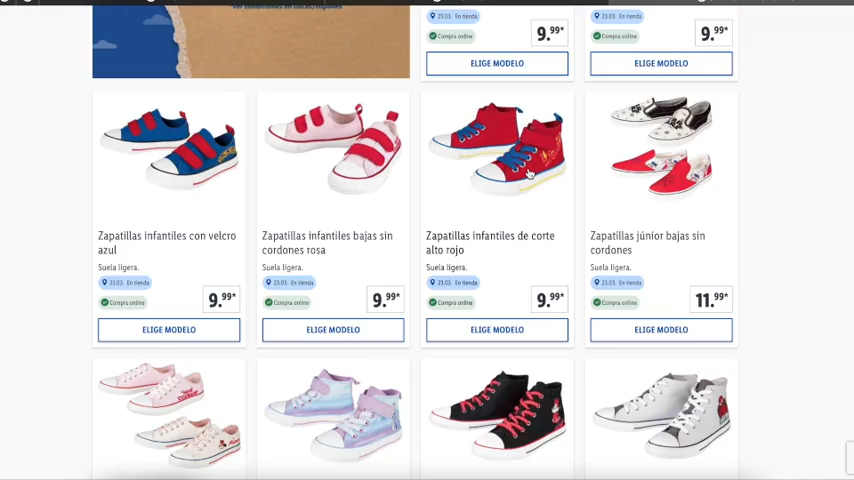 23.03. En tienda
23.03. En tienda
Compra online
9.99*
Compra online
9.99*
ELIGE MODELO
ELIGE MODELO
Zapatillas infantiles con velcro
azul
Suela ligera.
23.03. En tienda
Compra online
9.99*
ELIGE MODELO
Zapatillas infantiles bajas sin
cordones rosa
Suela ligera.
23.03. En tienda
Compra online
9.99*
ELIGE MODELO
Zapatillas infantiles de corte
alto rojo
Suela ligera.
23.03. En tienda
Compra online
9.99*
ELIGE MODELO
Zapatillas júnior bajas sin
cordones
Suela ligera.
23.03. En tienda
Compra online
11.99*
ELIGE MODELO